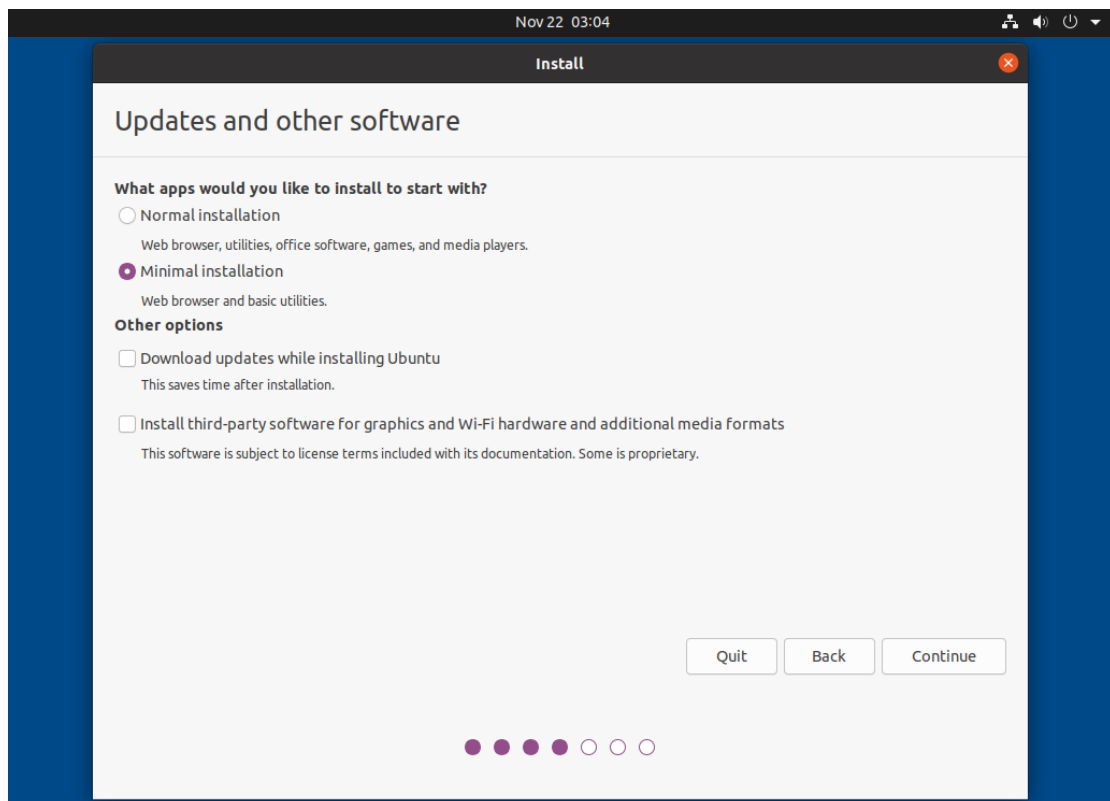 Nov 22 03:04
Install
Updates and other software
What apps would you like to install to start with?
Normal installation
Web browser, utilities, office software, games, and media players.
Minimal installation
Web browser and basic utilities.
Other options
Download updates while installing Ubuntu
This saves time after installation.
Install third-party software for graphics and Wi-Fi hardware and additional media formats
This software is subject to license terms included with its documentation. Some is proprietary.
Quit Back Continue